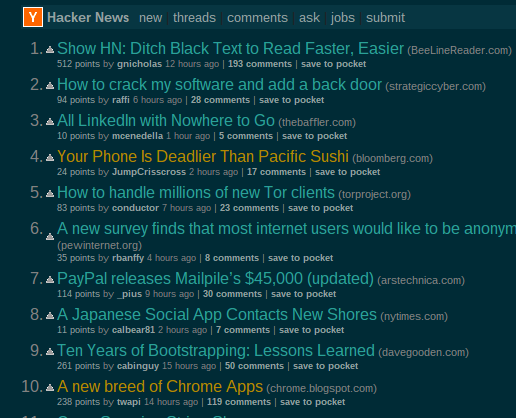 Y Hacker News new threads comments ask jobs submit
1. Show HN: Ditch Black Text to Read Faster, Easier (BeeLineReader.com)
512 points by gnicholas 12 hours ago | 193 comments | save to pocket
2. How to crack my software and add a back door (strategiccyber.com)
94 points by raffi 6 hours ago | 28 comments | save to pocket
3. All LinkedIn with Nowhere to Go (thebaffler.com)
10 points by mcenedella 1 hour ago | 5 comments | save to pocket
4. Your Phone Is Deadlier Than Pacific Sushi (bloomberg.com)
24 points by JumpCrisscross 2 hours ago | 17 comments | save to pocket
5. How to handle millions of new Tor clients (torproject.org)
83 points by conductor 7 hours ago | 23 comments | save to pocket
6. A new survey finds that most internet users would like to be anonym
(pewinternet.org)
35 points by rbanffy 4 hours ago | 8 comments | save to pocket
7. PayPal releases Mailpile's $45,000 (updated) (arstechnica.com)
114 points by _pius 9 hours ago | 30 comments | save to pocket
8. A Japanese Social App Contacts New Shores (nytimes.com)
11 points by calbear81 2 hours ago | 7 comments | save to pocket
9. Ten Years of Bootstrapping: Lessons Learned (davegooden.com)
261 points by cabinguy 15 hours ago | 50 comments | save to pocket
10. A new breed of Chrome Apps (chrome.blogspot.com)
238 points by twapi 14 hours ago | 119 comments | save to pocket